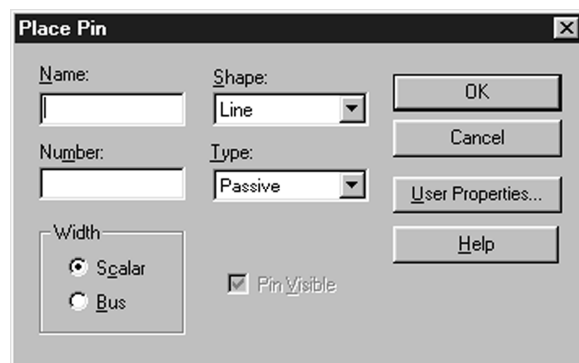 Place Pin
Name:
Shape:
Line
OK
Cancel
Number:
Type:
Passive
User Properties...
Width
Scalar
Bus
Pin Visible
Help